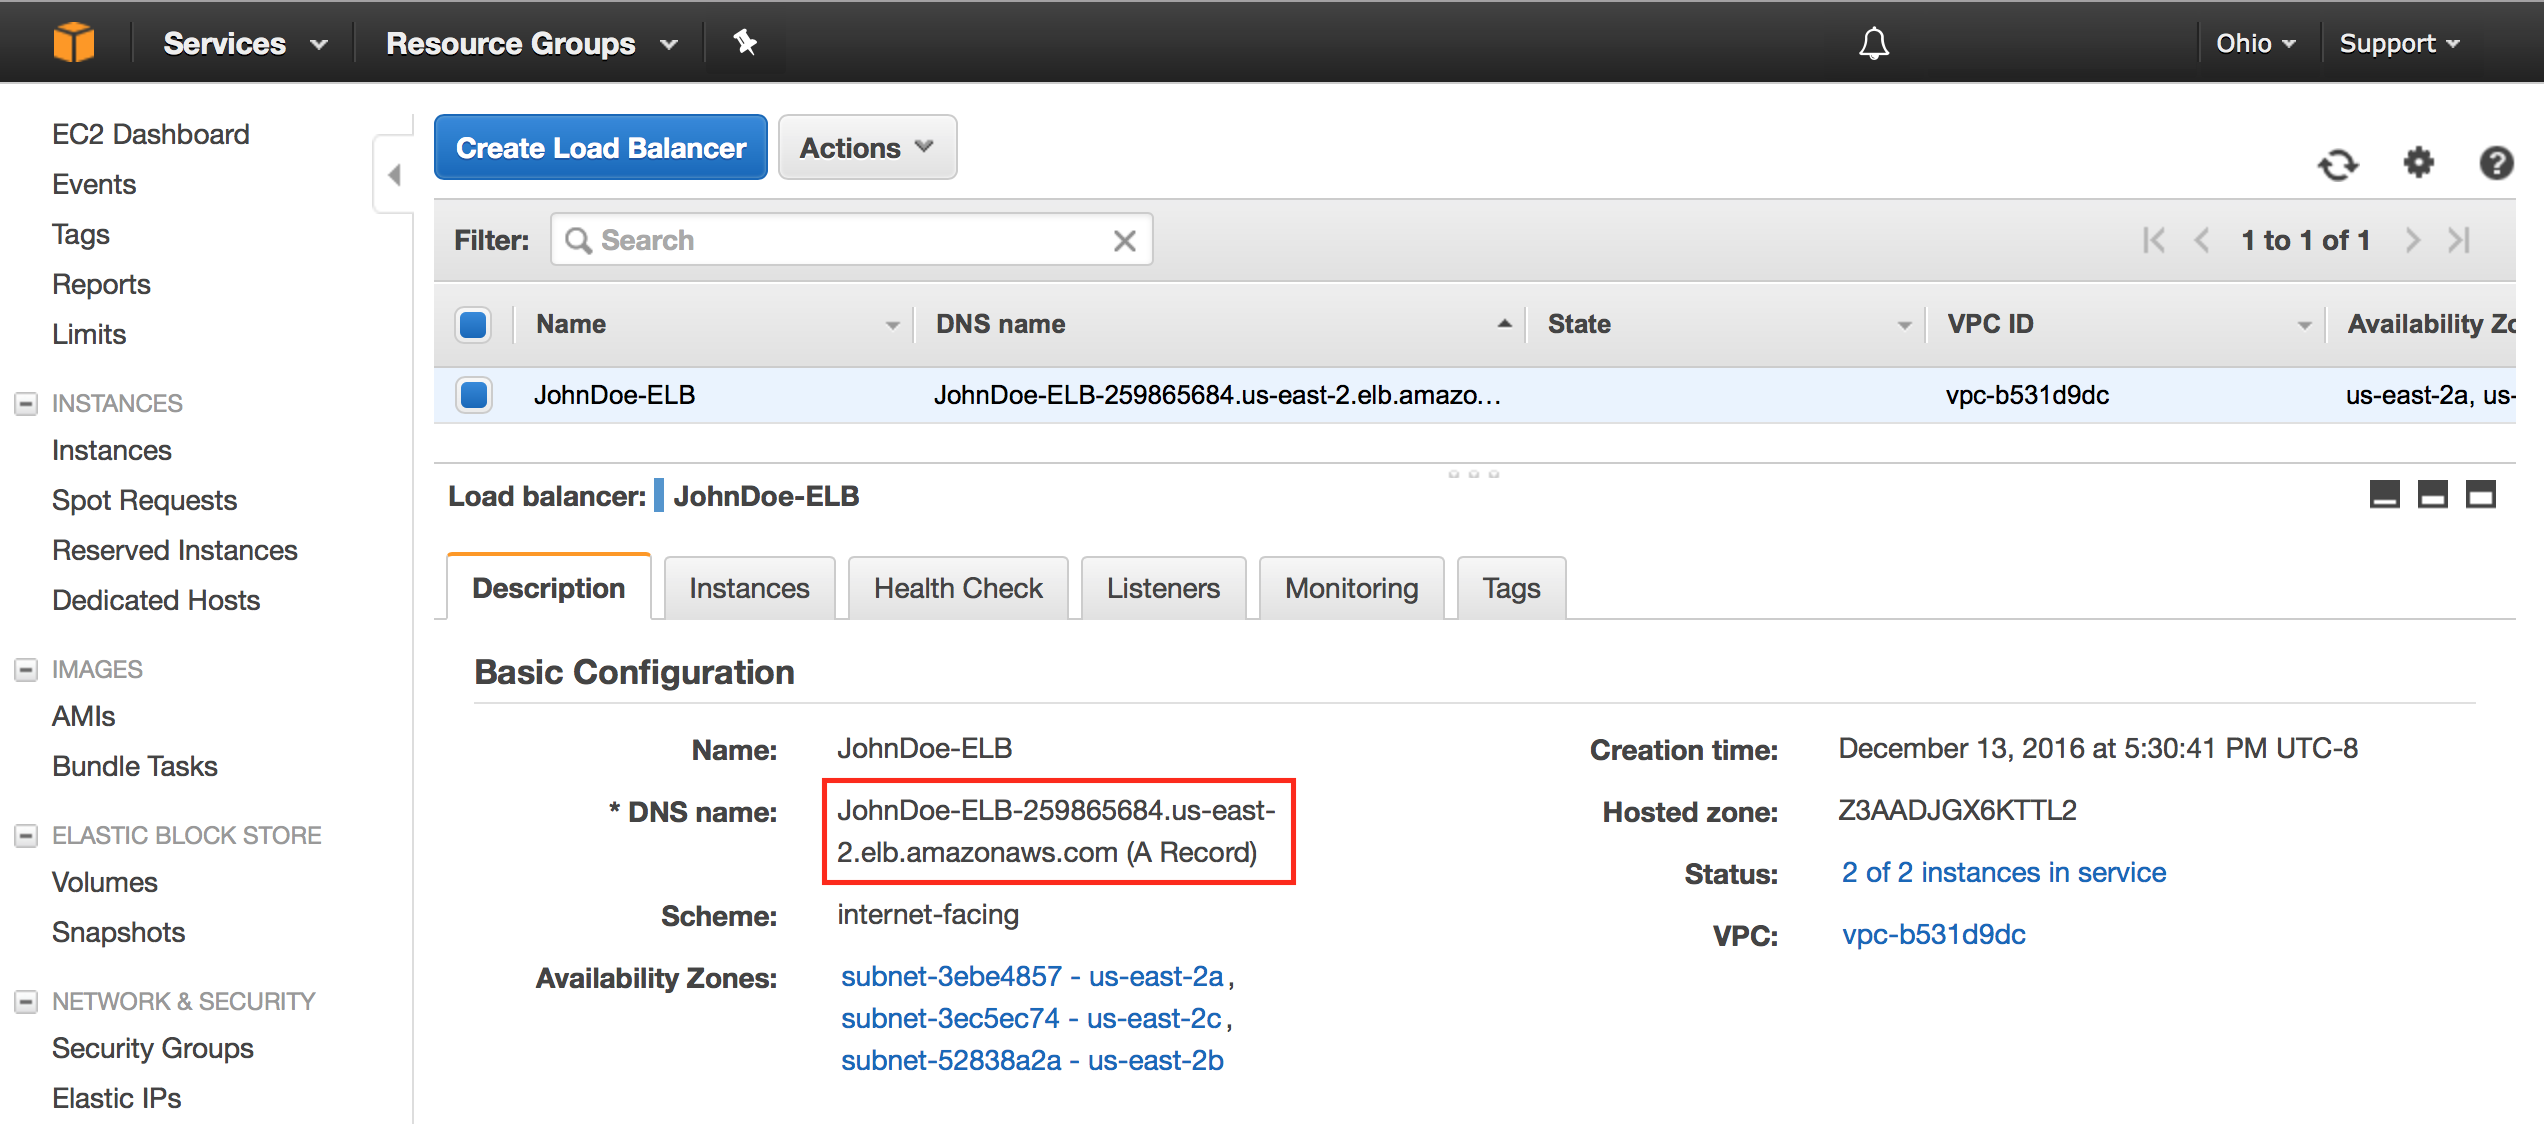 Services
Resource Groups
Ohio
Support
EC2 Dashboard
Events
Tags
Reports
Limits
INSTANCES
Instances
Spot Requests
Reserved Instances
Dedicated Hosts
IMAGES
AMIs
Bundle Tasks
ELASTIC BLOCK STORE
Volumes
Snapshots
NETWORK & SECURITY
Security Groups
Elastic IPs
Create Load Balancer
Actions
Filter:
Search
1 to 1 of 1
Name
DNS name
State
VPC ID
Availability Zo
JohnDoe-ELB
JohnDoe-ELB-259865684.us-east-2.elb.amazo...
vpc-b531d9dc
us-east-2a, us-
Load balancer: JohnDoe-ELB
Description
Instances
Health Check
Listeners
Monitoring
Tags
Basic Configuration
Name: JohnDoe-ELB
* DNS name: JohnDoe-ELB-259865684.us-east-
2.elb.amazonaws.com (A Record)
Scheme: internet-facing
Availability Zones: subnet-3ebe4857 - us-east-2a,
subnet-3ec5ec74 - us-east-2c,
subnet-52838a2a - us-east-2b
Creation time: December 13, 2016 at 5:30:41 PM UTC-8
Hosted zone: Z3AADJGX6KTTL2
Status: 2 of 2 instances in service
VPC: vpc-b531d9dc